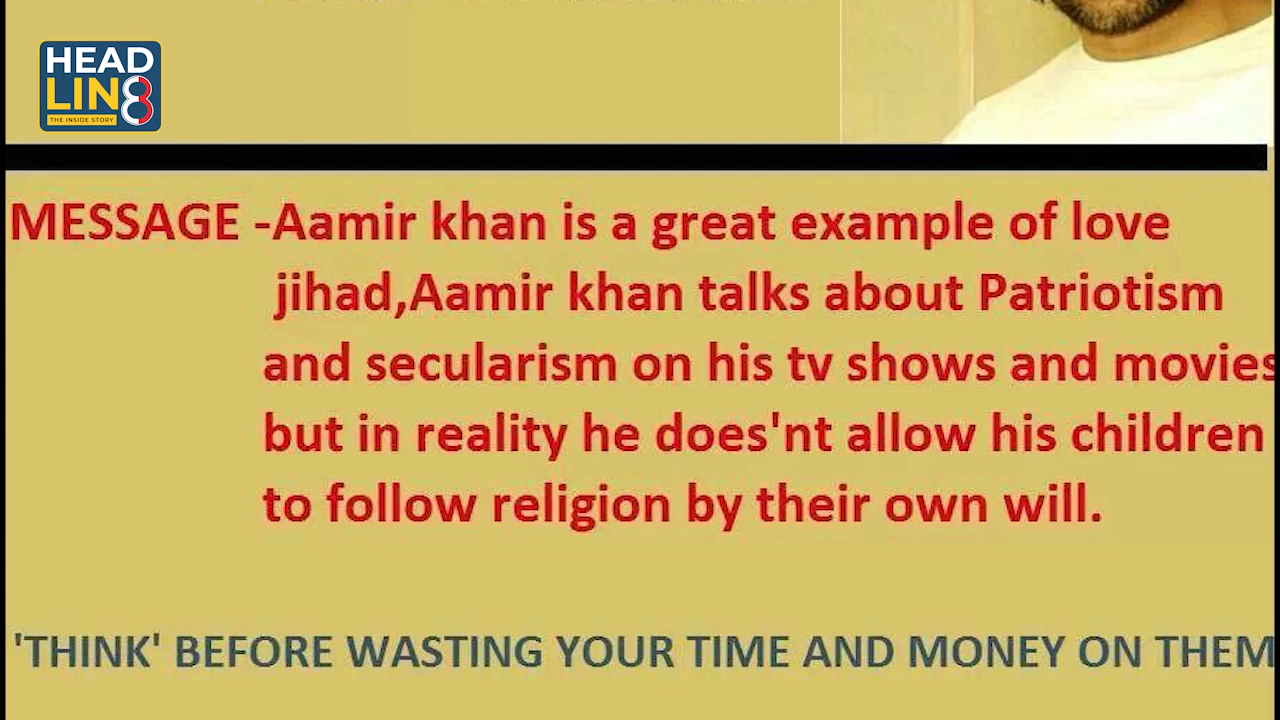 HEAD
LIN8
THE INSIDE STORY
MESSAGE -Aamir khan is a great example of love
jihad,Aamir khan talks about Patriotism
and secularism on his tv shows and movies
but in reality he does'nt allow his children
to follow religion by their own will.
'THINK' BEFORE WASTING YOUR TIME AND MONEY ON THEM